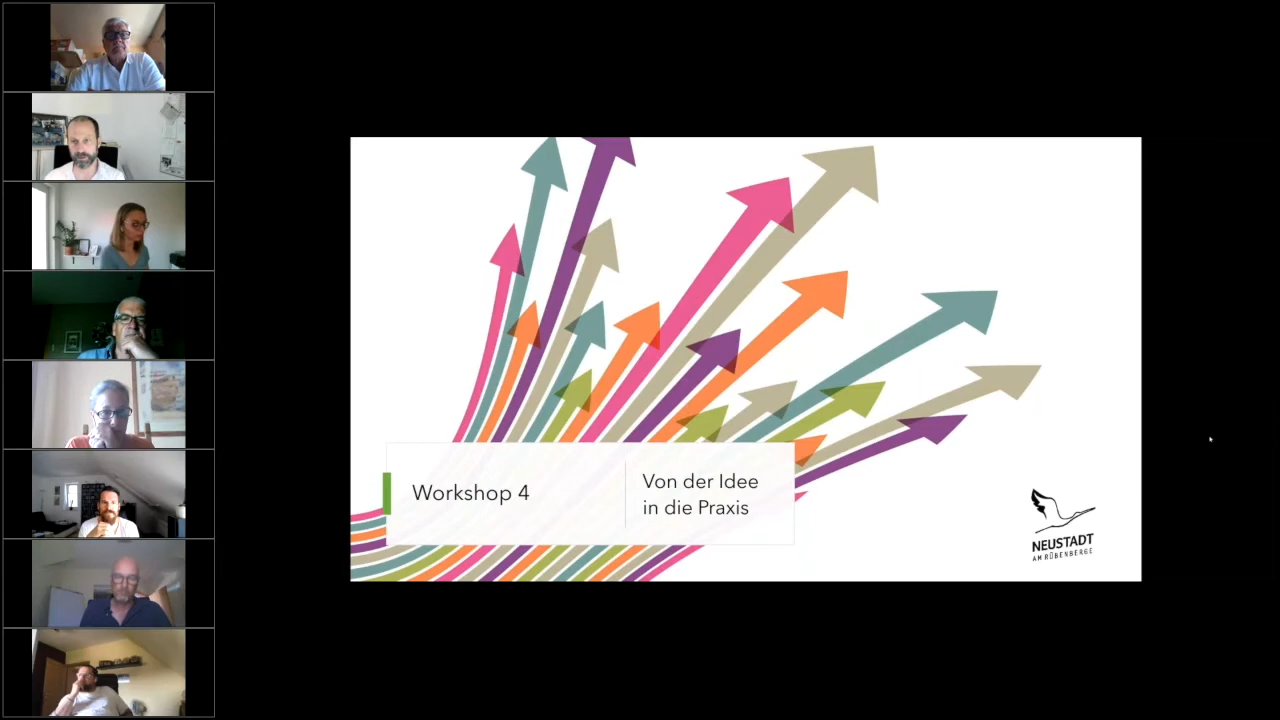 Workshop 4
Von der Idee
in die Praxis
NEUSTADT
AM RÜBENBERGE